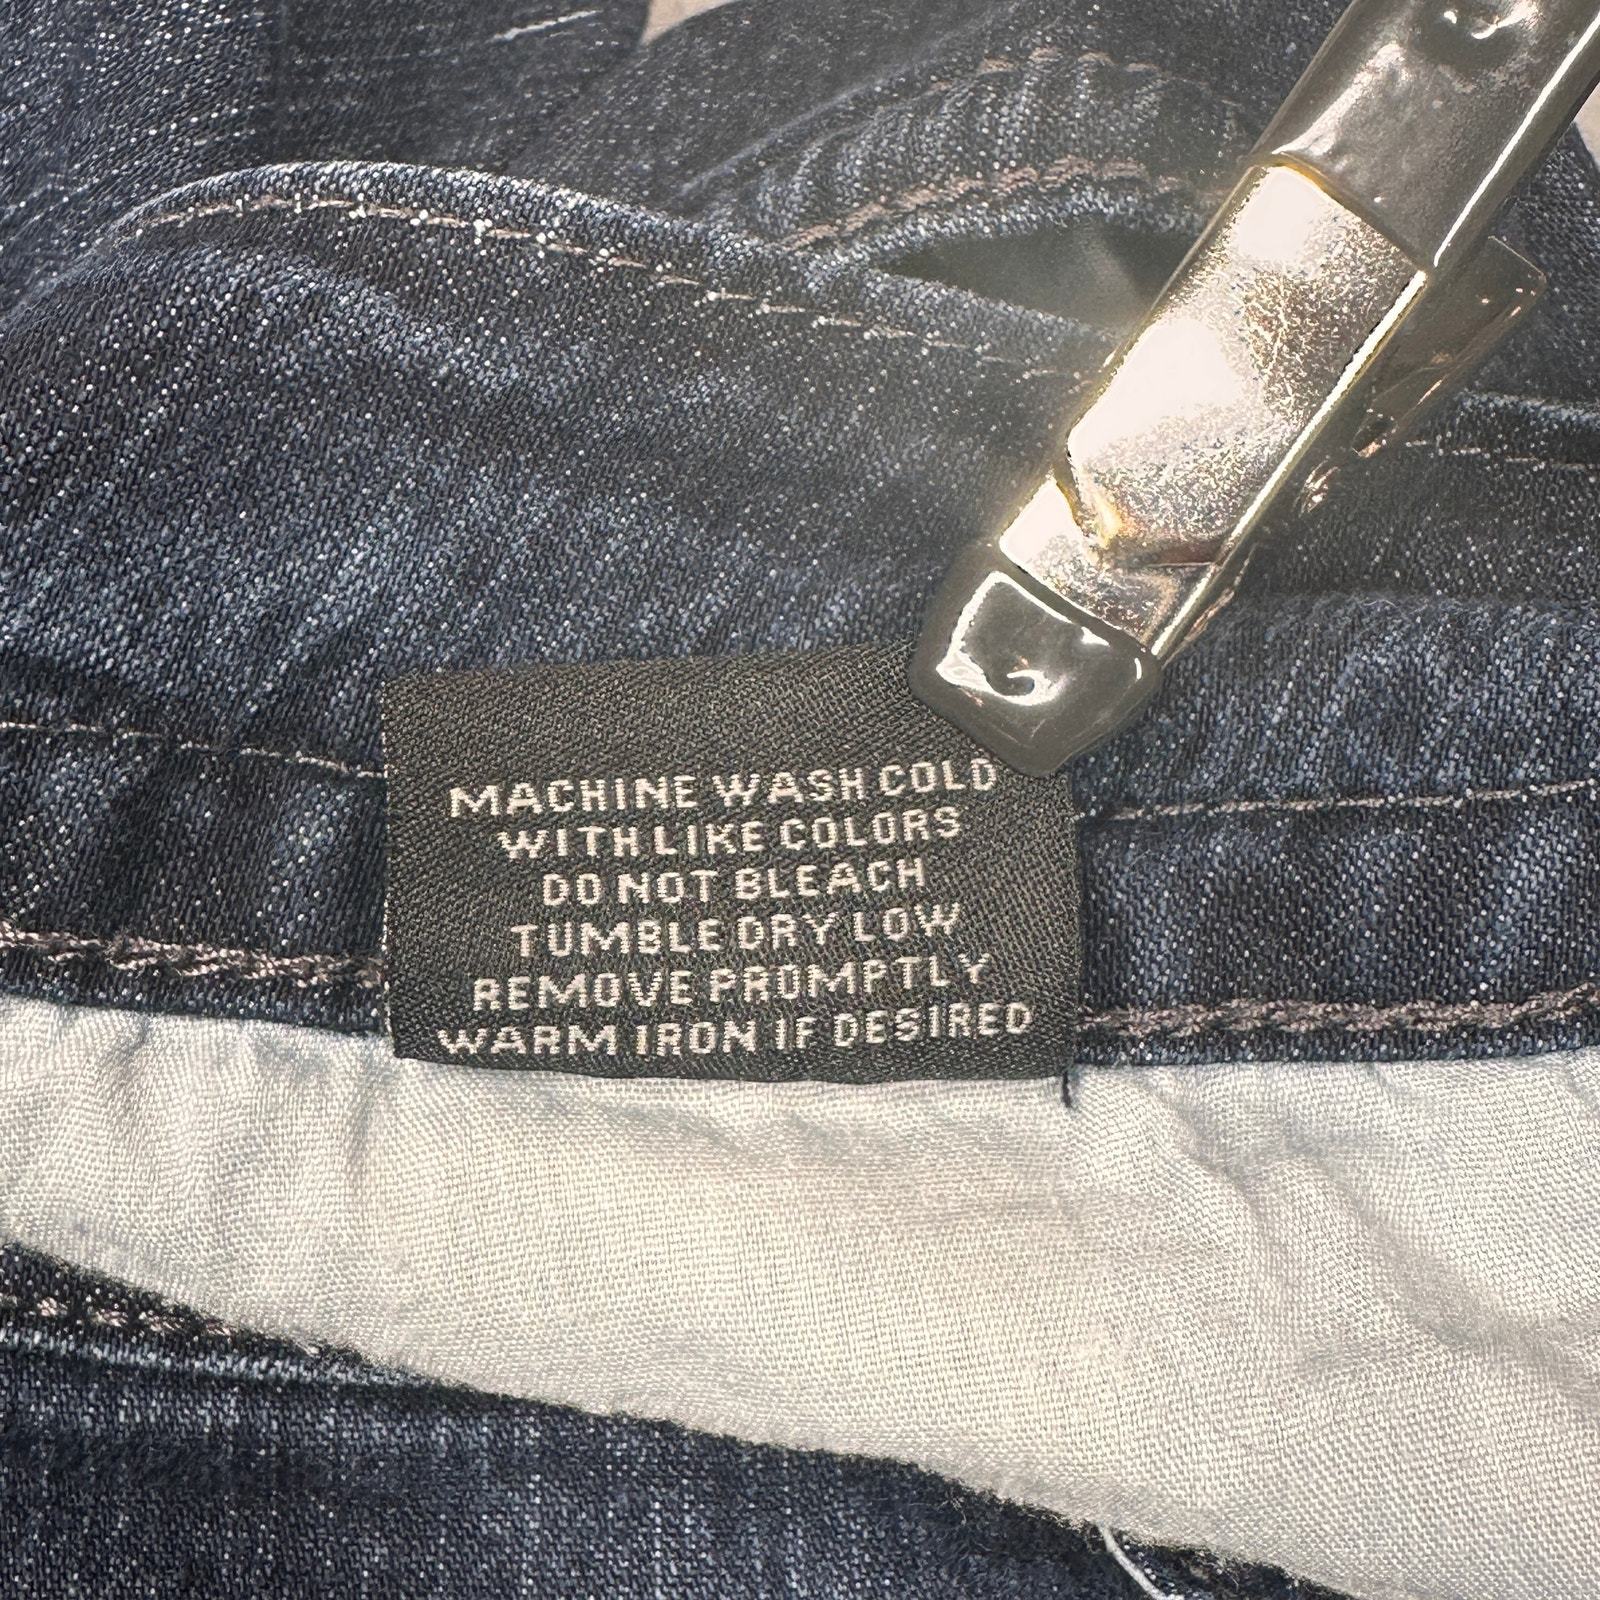 MACHINE WASH COLD
WITH LIKE COLORS
DO NOT BLEACH
TUMBLE DRY LOW
REMOVE PROMPTLY
WARM IRON IF DESIRED